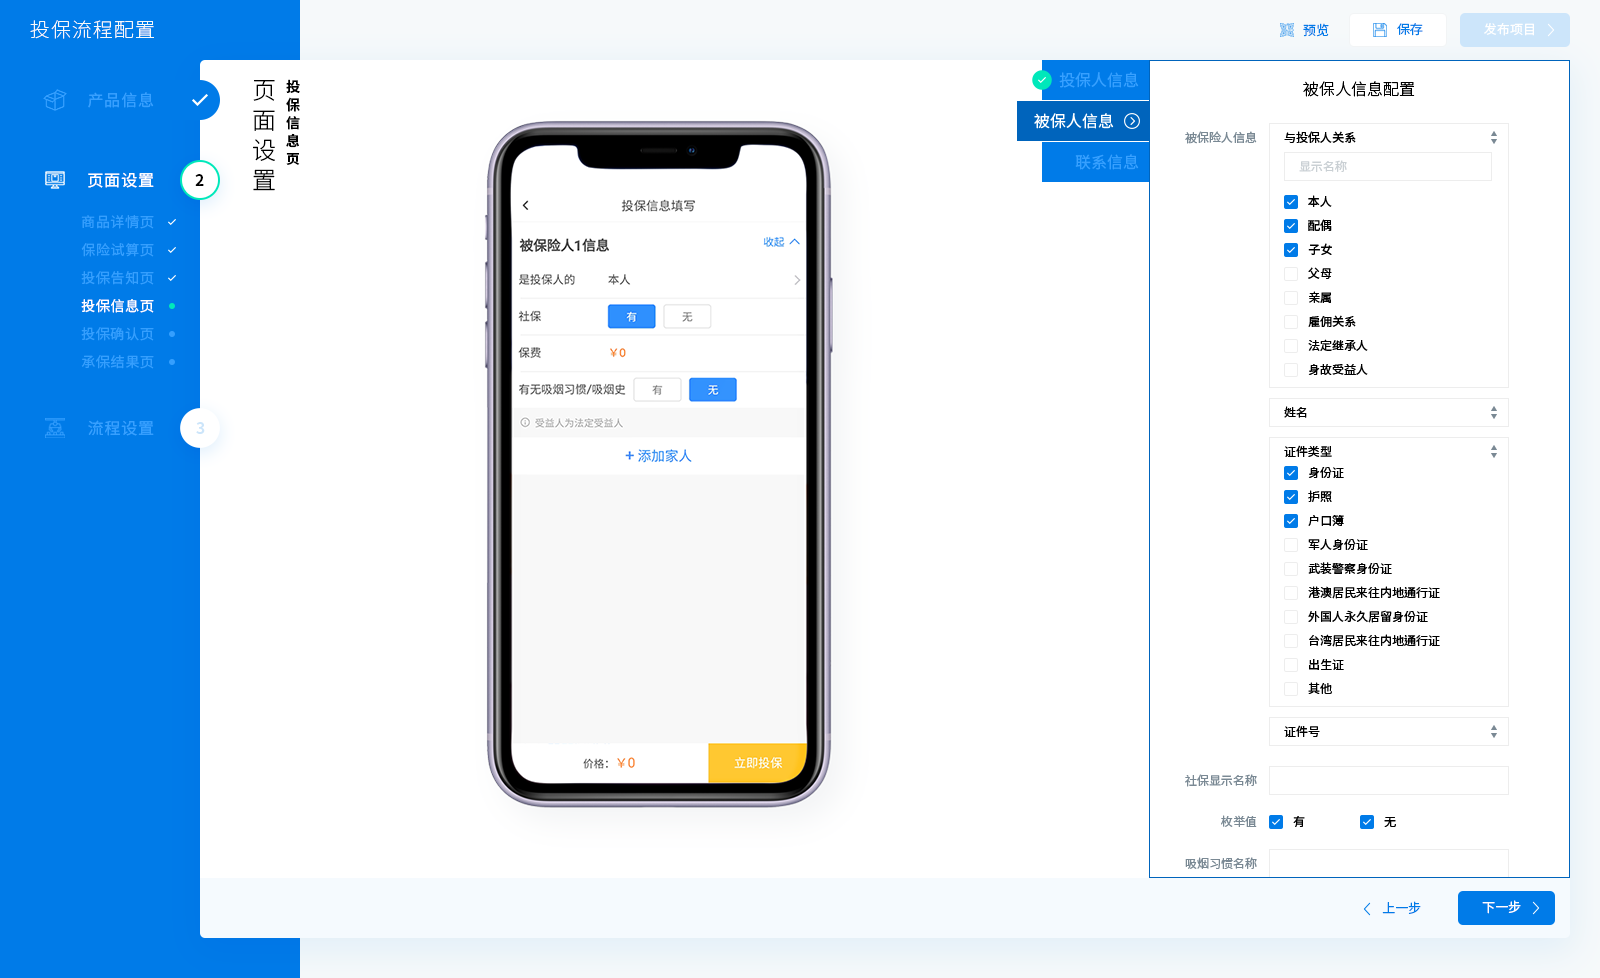 投保流程配置
预览
保存
发布项目
产品信息
页面设置
2
商品详情页
保险试算页
投保告知页
投保信息页
投保确认页
承保结果页
流程设置
3
页面设置
投保信息页
投保信息填写
被保险人1信息
收起
是投保人的
本人
社保
有
无
保费
￥0
有无吸烟习惯/吸烟史
有
无
受益人为法定受益人
+ 添加家人
价格：￥0
立即投保
投保人信息
被保人信息
联系信息
被保人信息配置
被保险人信息
与投保人关系
显示名称
本人
配偶
子女
父母
亲属
雇佣关系
法定继承人
身故受益人
姓名
证件类型
身份证
护照
户口簿
军人身份证
武装警察身份证
港澳居民来往内地通行证
外国人永久居留身份证
台湾居民来往内地通行证
出生证
其他
证件号
社保显示名称
枚举值
有
无
吸烟习惯名称
上一步
下一步